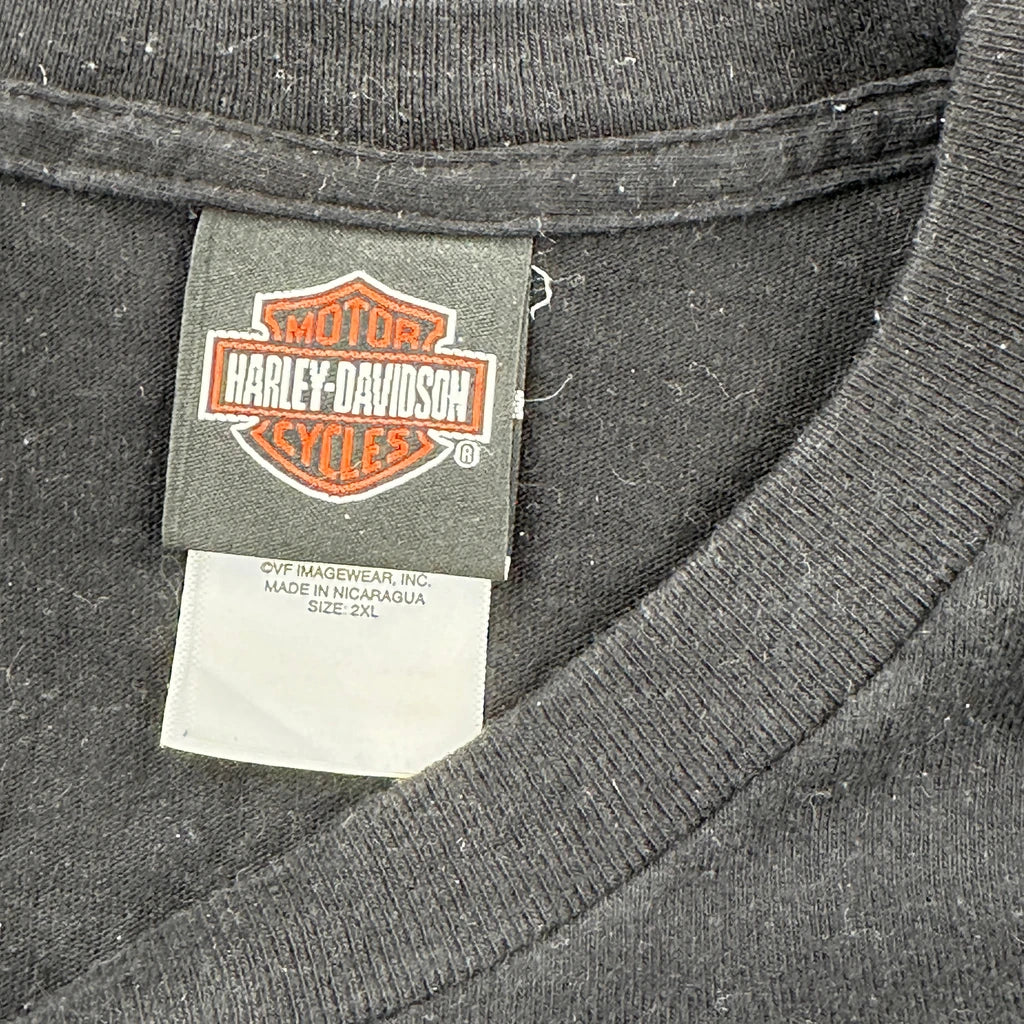 MOTOR
HARLEY-DAVIDSON
CYCLES
®
©VF IMAGEWEAR, INC.
MADE IN NICARAGUA
SIZE: 2XL